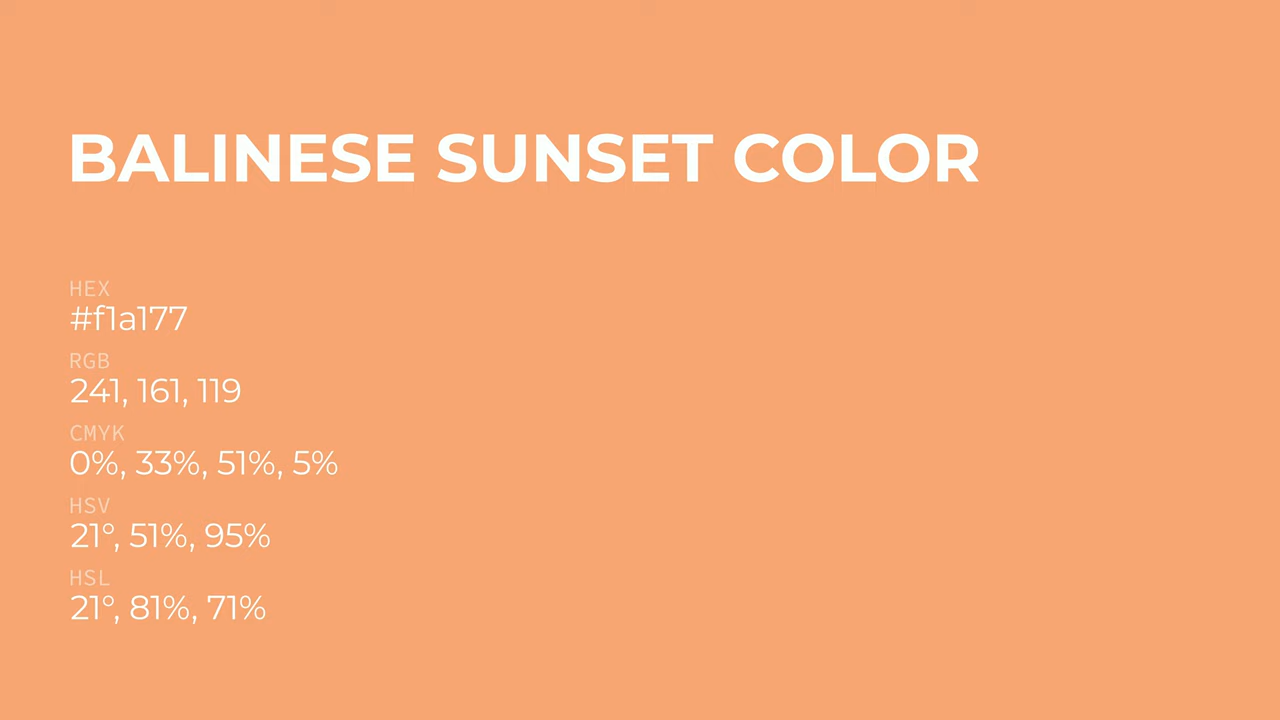 BALINESE SUNSET COLOR
HEX
#f1a177
RGB
241, 161, 119
CMYK
0%, 33%, 51%, 5%
HSV
21°, 51%, 95%
HSL
21°, 81%, 71%